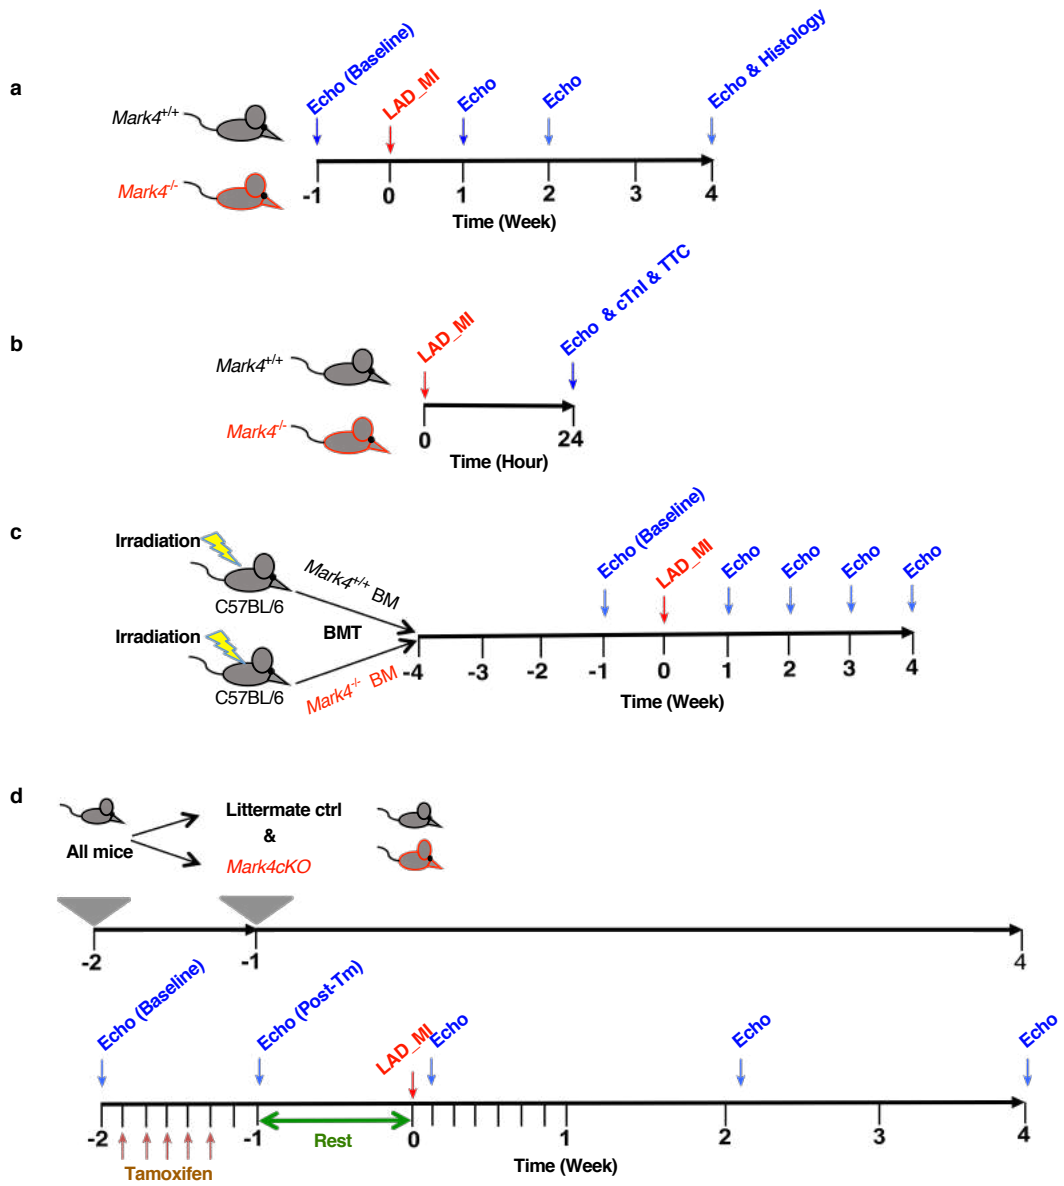 a
Echo (Baseline)
LAD_MI
Echo
Echo
Echo & Histology
Mark4+/+
Mark4-/-
-1 0 1 2 3 4
Time (Week)
b
LAD_MI
Echo & cTnI & TTC
Mark4+/+
Mark4-/-
0 24
Time (Hour)
c
Irradiation
C57BL/6
Mark4+/+ BM
BMT
Irradiation
C57BL/6
Mark4-/- BM
Echo (Baseline)
LAD_MI
Echo
Echo
Echo
Echo
-4 -3 -2 -1 0 1 2 3 4
Time (Week)
d
All mice
Littermate ctrl
&
Mark4cKO
-2 -1 4
Echo (Baseline)
Echo (Post-Tm)
LAD_MI
Echo
Echo
Echo
-2 -1 0 1 2 3 4
Rest
Tamoxifen
Time (Week)